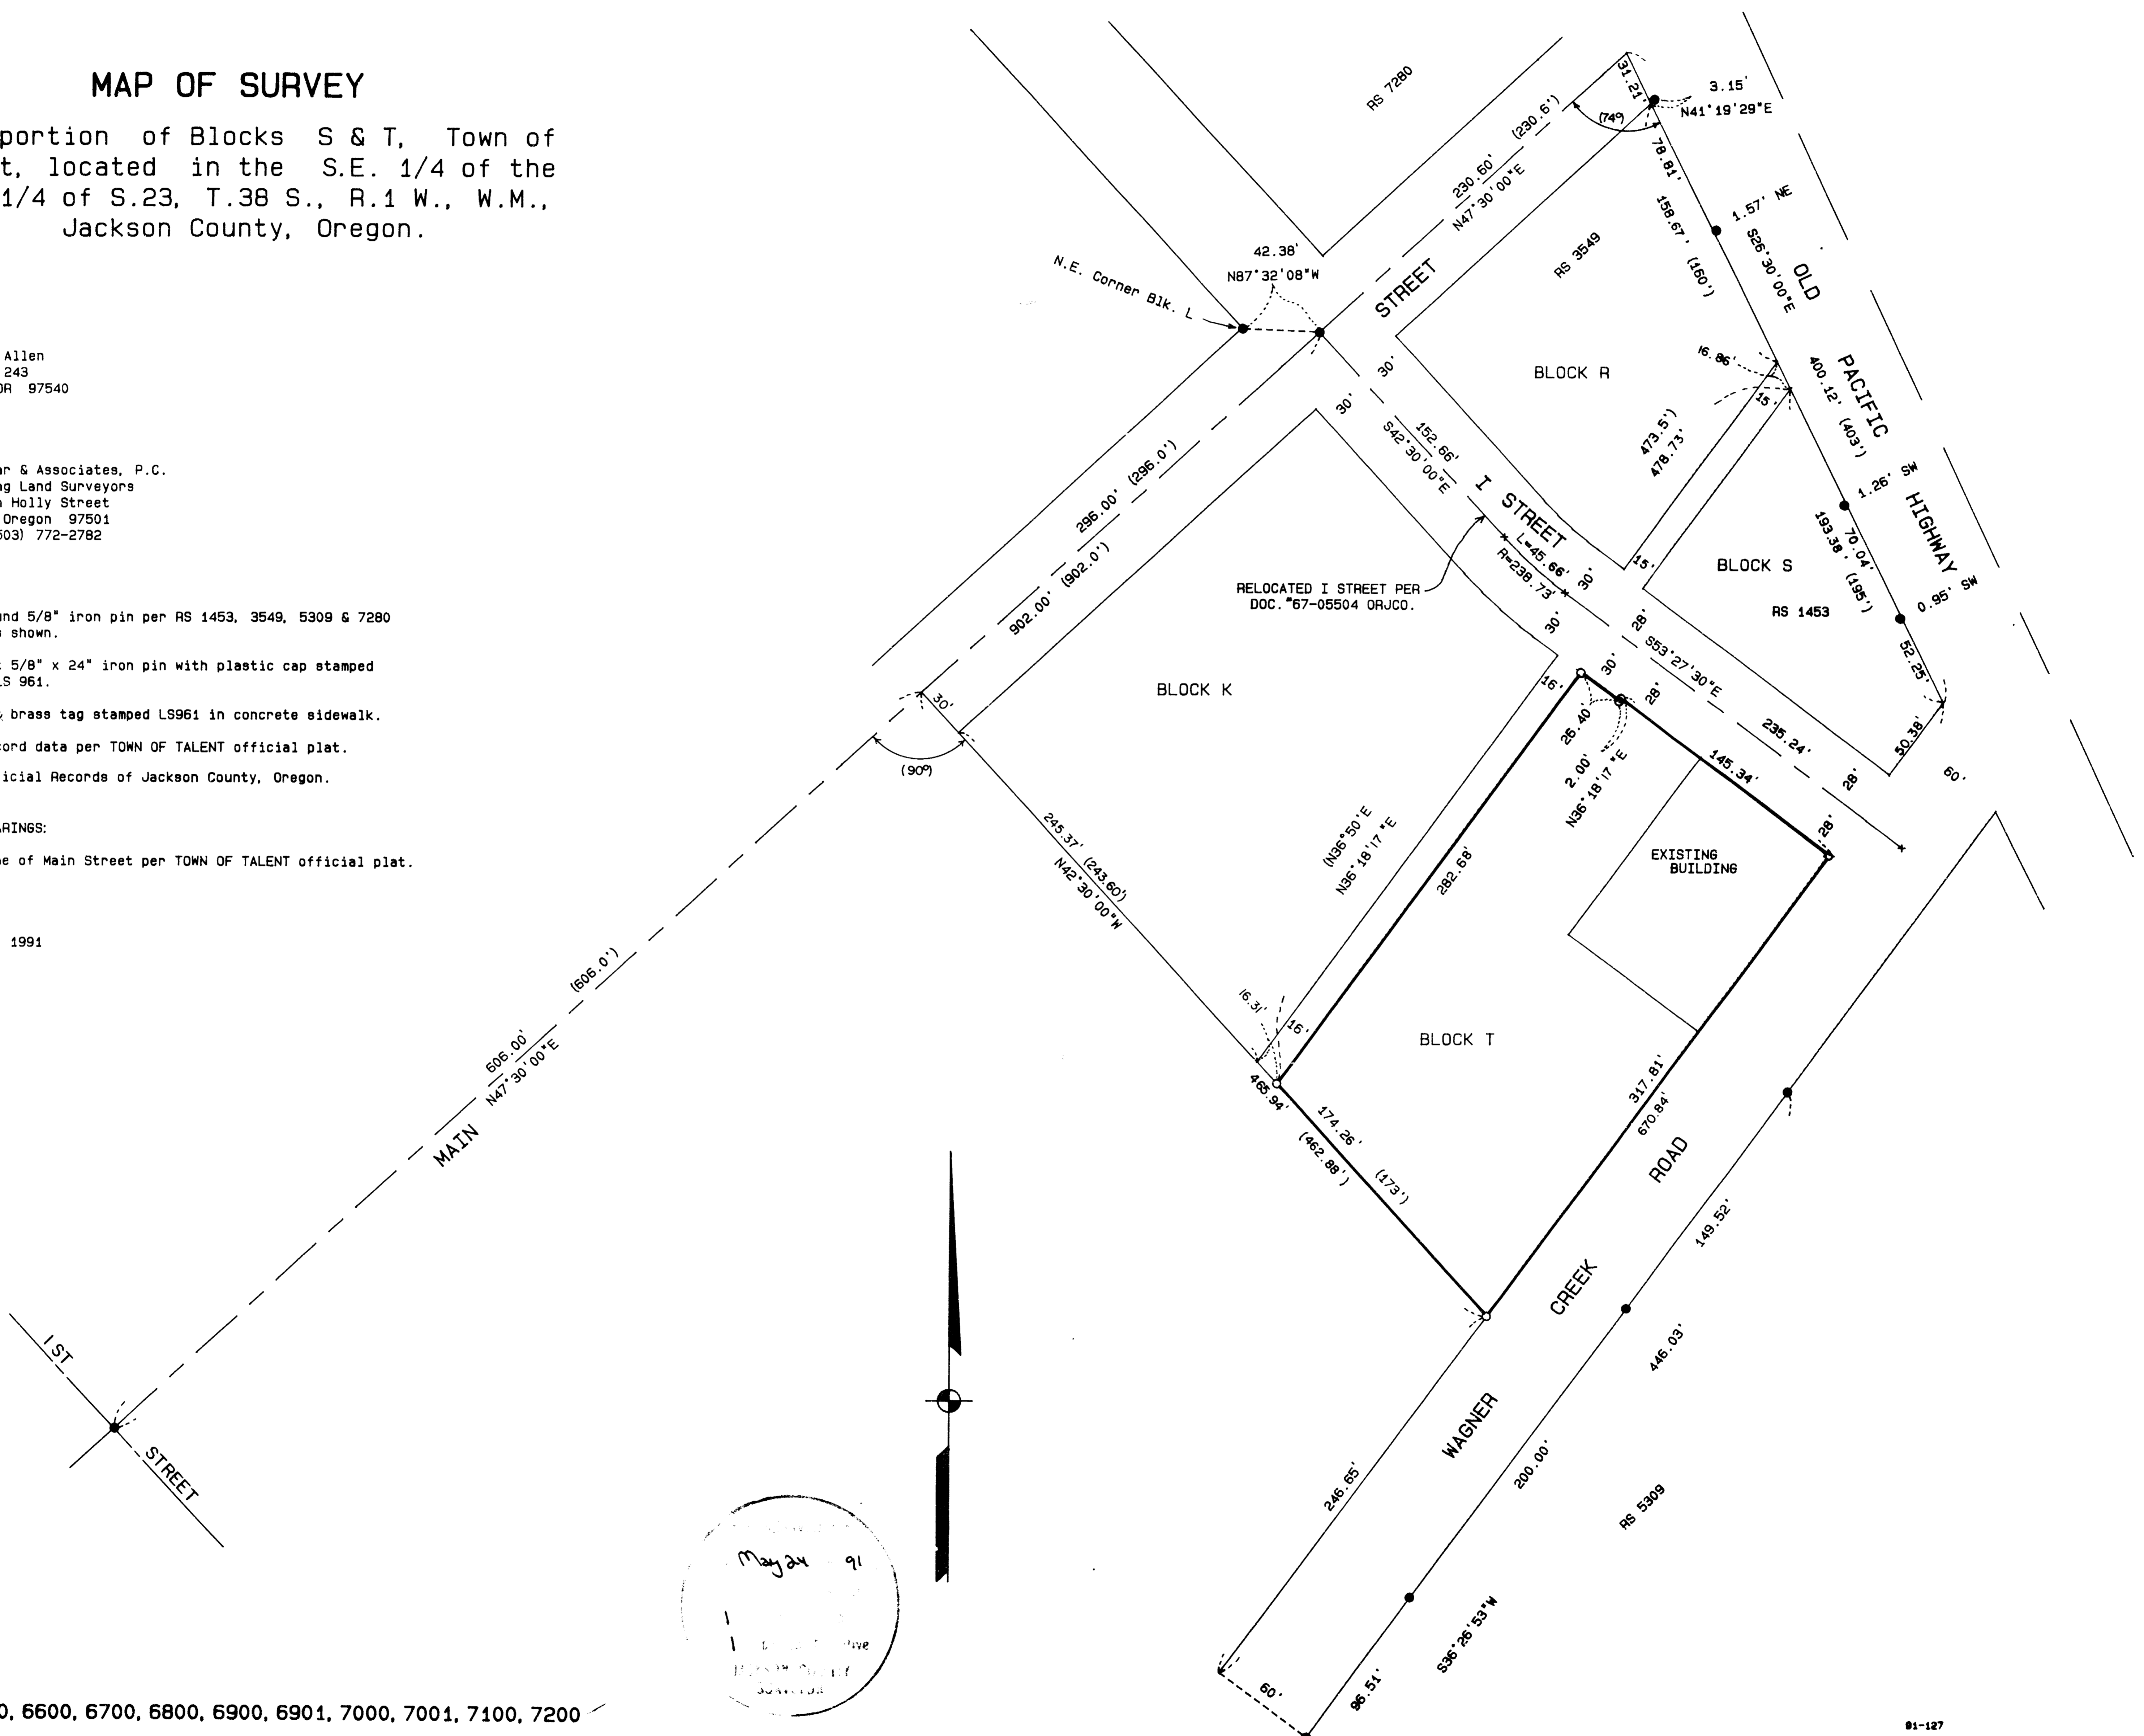 MAP OF SURVEY
portion of Blocks S & T, Town of
t, located in the S.E. 1/4 of the
1/4 of S.23, T.38 S., R.1 W., W.M.,
Jackson County, Oregon.
Allen
243
OR 97540
ar & Associates, P.C.
ng Land Surveyors
n Holly Street
Oregon 97501
503) 772-2782
und 5/8" iron pin per RS 1453, 3549, 5309 & 7280
s shown.
t 5/8" x 24" iron pin with plastic cap stamped
LS 961.
& brass tag stamped LS961 in concrete sidewalk.
cord data per TOWN OF TALENT official plat.
icial Records of Jackson County, Oregon.
ARINGS:
ne of Main Street per TOWN OF TALENT official plat.
1991
RS 7280
31.21'
3.15'
N41°19'29"E
(230.6')
(74º)
230.60'
N47°30'00"E
78.81'
158.67' (160')
1.57' NE
S26°30'00"E
RS 3549
42.38'
N87°32'08"W
N.E. Corner Blk. L
STREET
OLD
PACIFIC
HIGHWAY
400.12' (403')
16.86'
15'
BLOCK R
30'
30'
473.5')
478.73'
152.66'
S42°30'00"E
I STREET
L=45.66'
R=238.73'
30'
30'
15'
1.26' SW
70.04'
193.38' (195')
0.95' SW
BLOCK S
RS 1453
52.25'
50.38'
60'
RELOCATED I STREET PER
DOC. #67-05504 ORJCO.
296.00' (296.0')
902.00' (902.0')
28'
S53°27'30"E
235.24'
28'
30'
28'
28'
BLOCK K
30'
(90º)
16'
26.40'
2.00'
N36°18'17"E
145.34'
EXISTING
BUILDING
(N36°50'E
N36°18'17"E
282.68'
245.37' (243.60')
N42°30'00"W
16.31'
16'
BLOCK T
465.94'
174.26'
(462.88')
(173')
317.81'
670.84'
(606.0')
606.00'
N47°30'00"E
MAIN
WAGNER
CREEK
ROAD
149.52'
446.03'
200.00'
246.65'
RS 5309
S36°26'53"W
96.51'
60'
I ST
STREET
May 24 91
0, 6600, 6700, 6800, 6900, 6901, 7000, 7001, 7100, 7200
91-127